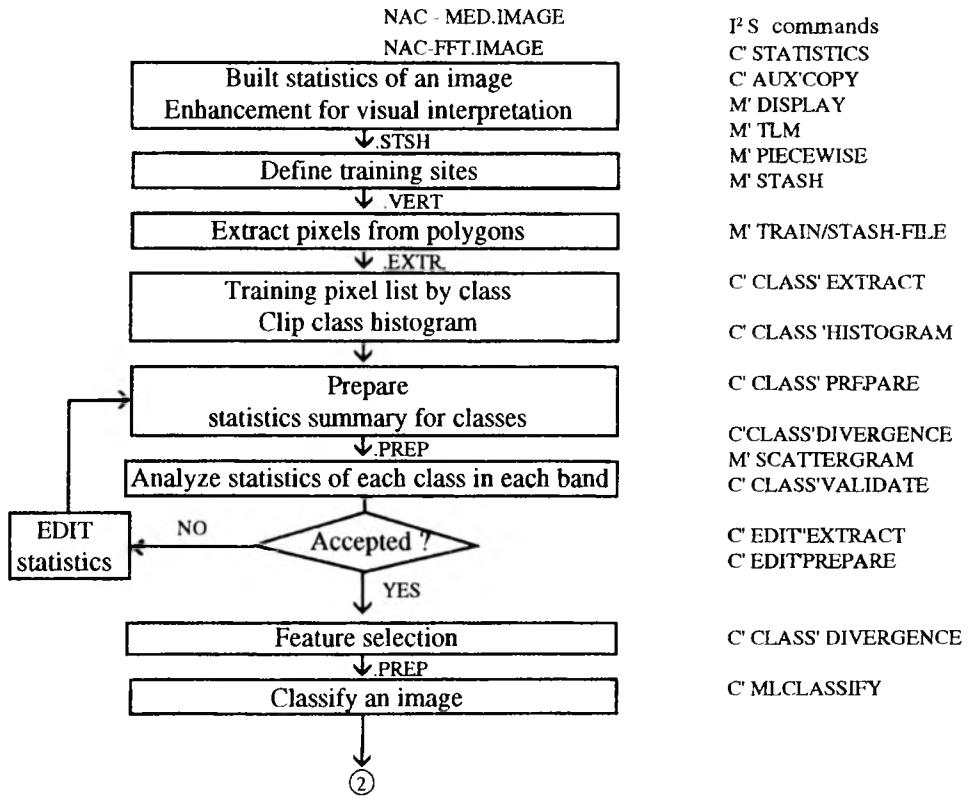 NAC - MED.IMAGE
NAC-FFT.IMAGE
Built statistics of an image
Enhancement for visual interpretation
.STSH
Define training sites
.VERT
Extract pixels from polygons
.EXTR.
Training pixel list by class
Clip class histogram
Prepare
statistics summary for classes
.PREP
Analyze statistics of each class in each band
EDIT
statistics
NO
Accepted ?
YES
Feature selection
.PREP
Classify an image
2
I² S commands
C' STATISTICS
C' AUX'COPY
M' DISPLAY
M' TLM
M' PIECEWISE
M' STASH
M' TRAIN/STASH-FILE
C' CLASS' EXTRACT
C' CLASS 'HISTOGRAM
C' CLASS' PREPARE
C'CLASS'DIVERGENCE
M' SCATTERGRAM
C' CLASS'VALIDATE
C' EDIT'EXTRACT
C' EDIT'PREPARE
C' CLASS' DIVERGENCE
C' MLCLASSIFY